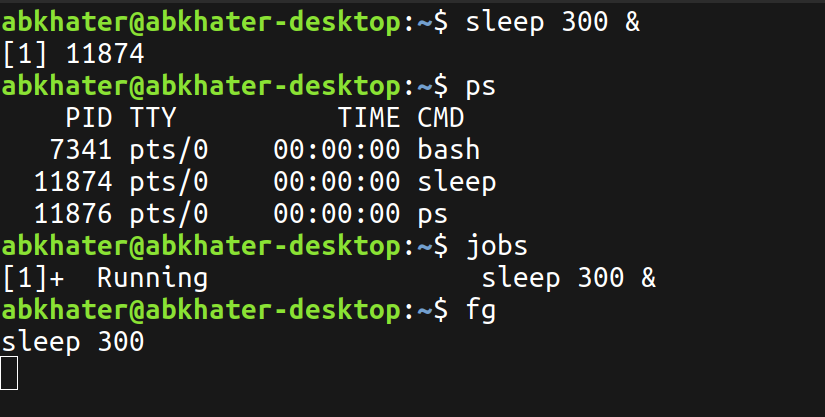 abkhater@abkhater-desktop:~$ sleep 300 &
[1] 11874
abkhater@abkhater-desktop:~$ ps
    PID TTY          TIME CMD
   7341 pts/0    00:00:00 bash
  11874 pts/0    00:00:00 sleep
  11876 pts/0    00:00:00 ps
abkhater@abkhater-desktop:~$ jobs
[1]+  Running                 sleep 300 &
abkhater@abkhater-desktop:~$ fg
sleep 300